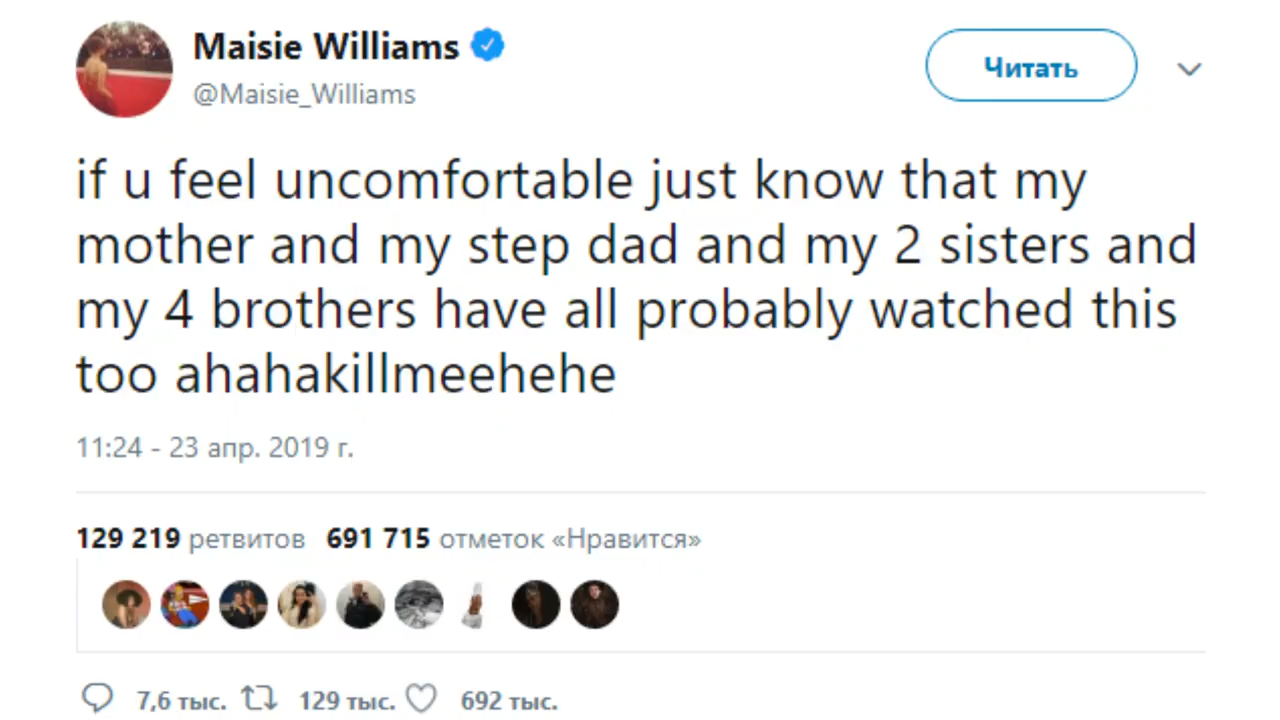 Maisie Williams
@Maisie_Williams
Читать
if u feel uncomfortable just know that my
mother and my step dad and my 2 sisters and
my 4 brothers have all probably watched this
too ahahakillmeehehe
11:24 - 23 апр. 2019 г.
129 219 ретвитов 691 715 отметок «Нравится»
7,6 тыс. 129 тыс. 692 тыс.